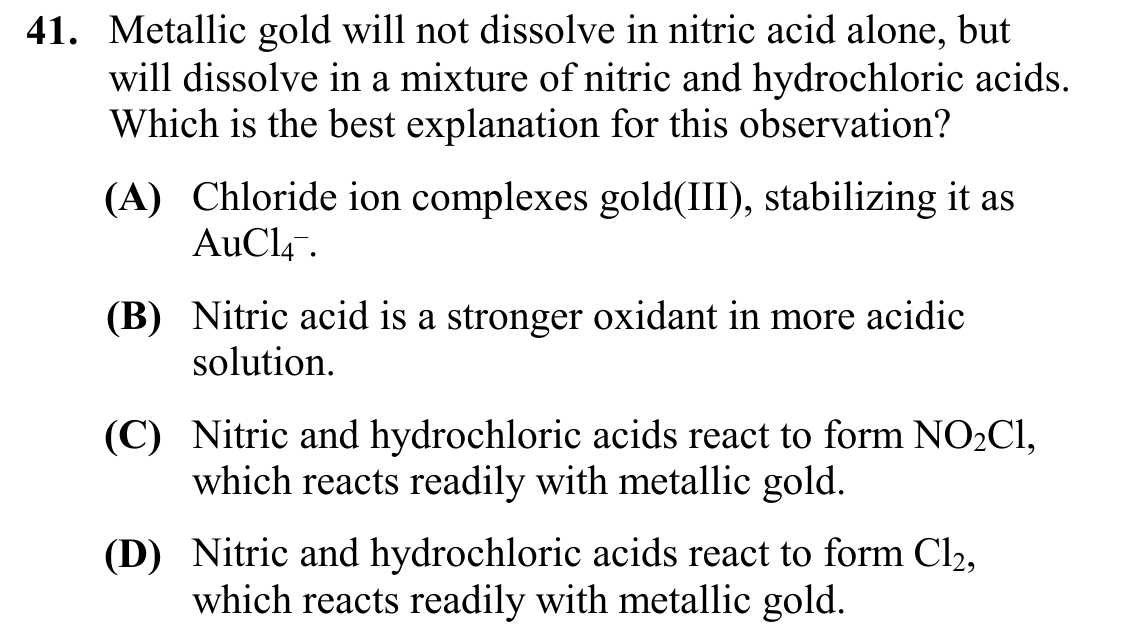 41. Metallic gold will not dissolve in nitric acid alone, but
will dissolve in a mixture of nitric and hydrochloric acids.
Which is the best explanation for this observation?
(A) Chloride ion complexes gold(III), stabilizing it as
AuCl₄⁻.
(B) Nitric acid is a stronger oxidant in more acidic
solution.
(C) Nitric and hydrochloric acids react to form NO₂Cl,
which reacts readily with metallic gold.
(D) Nitric and hydrochloric acids react to form Cl₂,
which reacts readily with metallic gold.